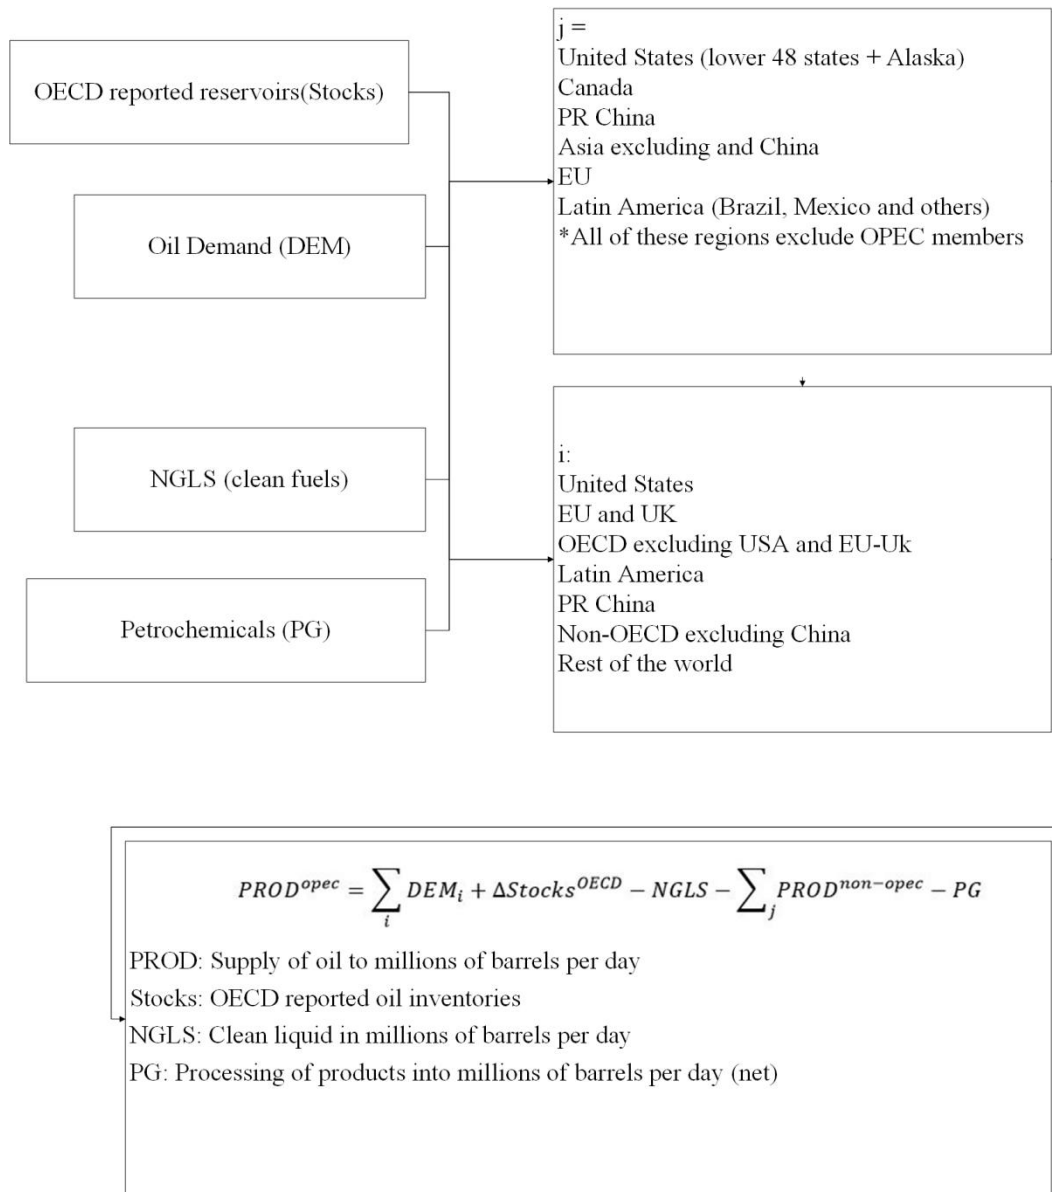 OECD reported reservoirs(Stocks)
Oil Demand (DEM)
NGLS (clean fuels)
Petrochemicals (PG)
j =
United States (lower 48 states + Alaska)
Canada
PR China
Asia excluding and China
EU
Latin America (Brazil, Mexico and others)
*All of these regions exclude OPEC members
i:
United States
EU and UK
OECD excluding USA and EU-Uk
Latin America
PR China
Non-OECD excluding China
Rest of the world
PROD^opec = ∑_i DEM_i + ΔStocks^OECD − NGLS − ∑_j PROD^non−opec − PG
PROD: Supply of oil to millions of barrels per day
Stocks: OECD reported oil inventories
NGLS: Clean liquid in millions of barrels per day
PG: Processing of products into millions of barrels per day (net)